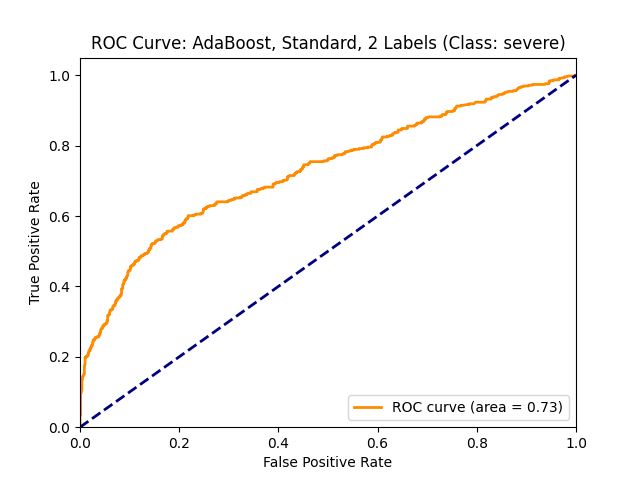 ROC Curve: AdaBoost, Standard, 2 Labels (Class: severe)
True Positive Rate
1.0
0.8
0.6
0.4
0.2
0.0
ROC curve (area = 0.73)
0.0 0.2 0.4 0.6 0.8 1.0
False Positive Rate